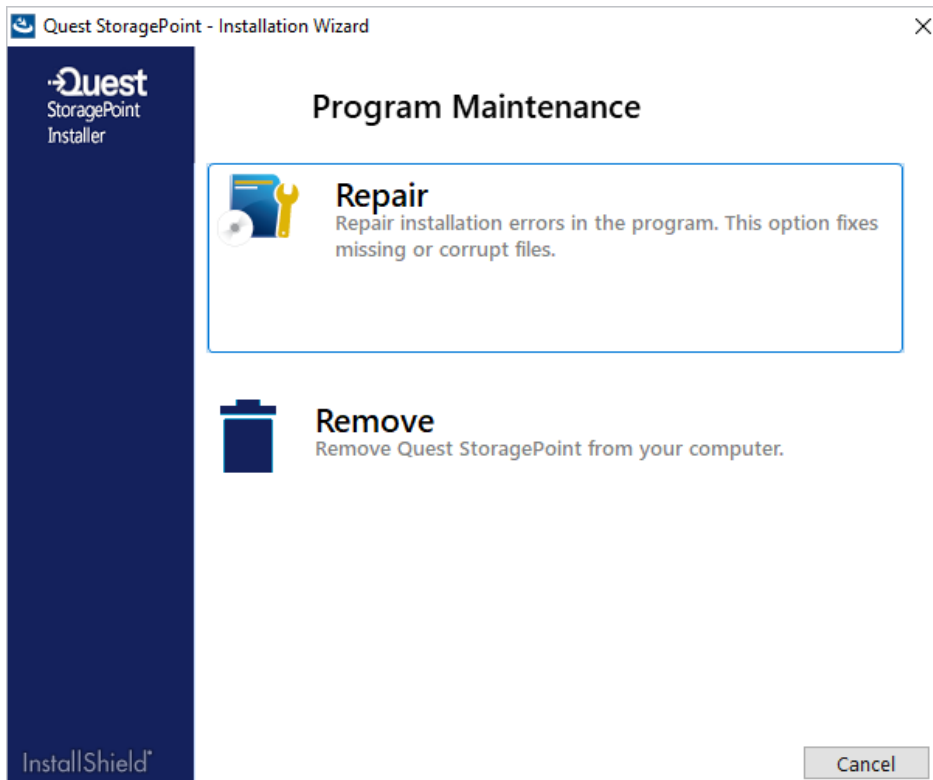 Quest StoragePoint - Installation Wizard
Quest
StoragePoint
Installer
Program Maintenance
Repair
Repair installation errors in the program. This option fixes
missing or corrupt files.
Remove
Remove Quest StoragePoint from your computer.
InstallShield®
Cancel